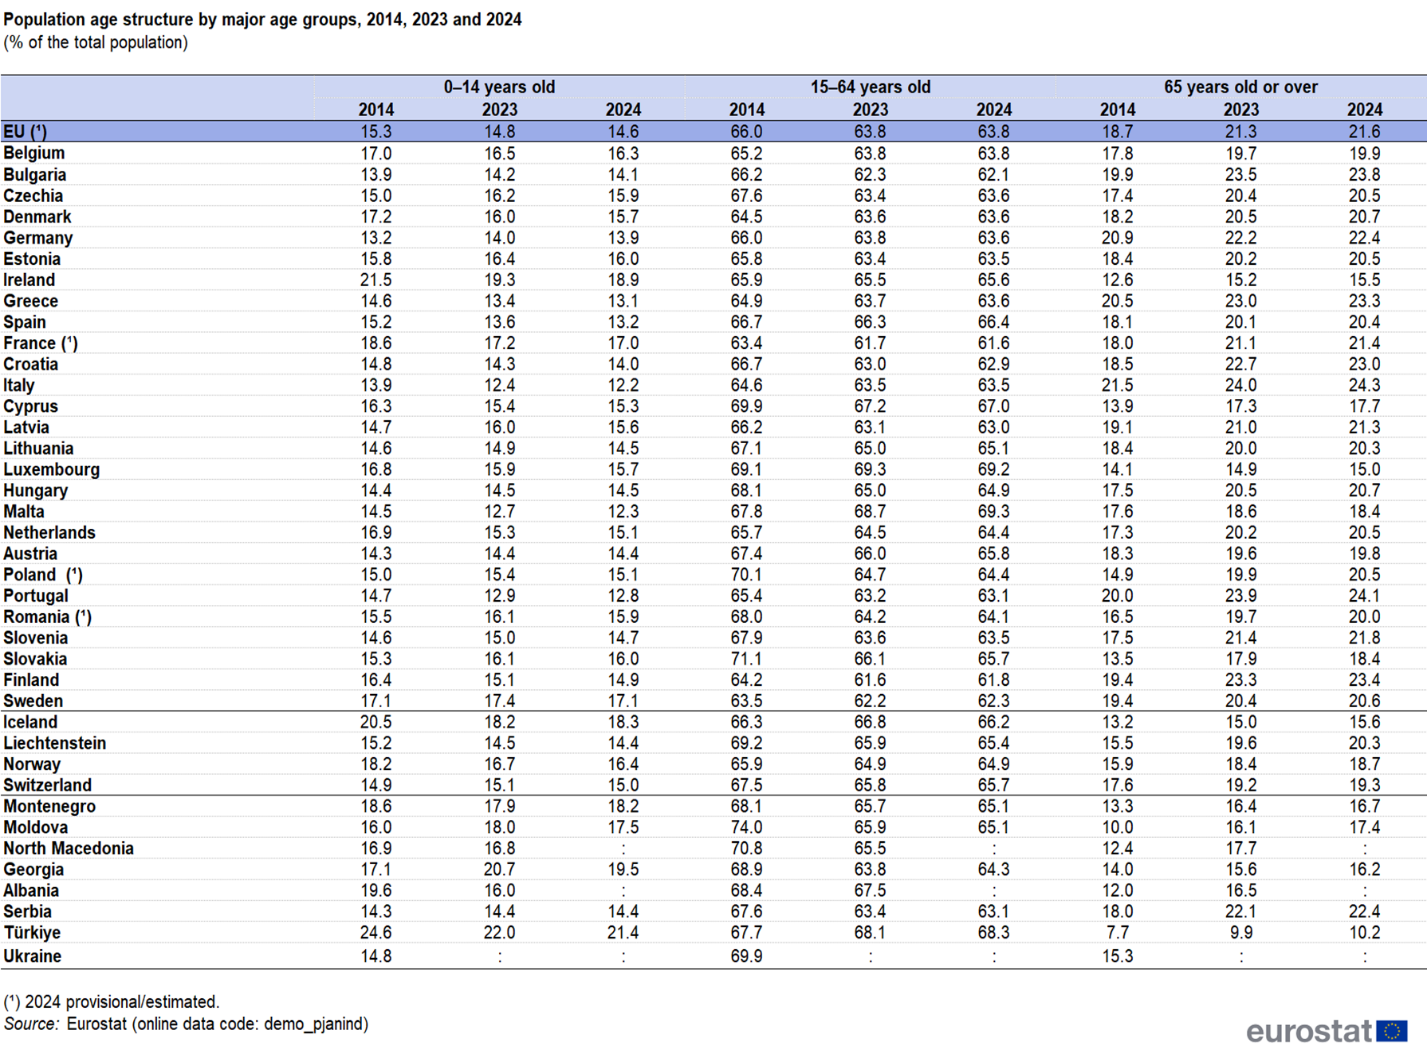 Population age structure by major age groups, 2014, 2023 and 2024
(% of the total population)
0–14 years old 15–64 years old 65 years old or over
2014 2023 2024 2014 2023 2024 2014 2023 2024
EU (¹) 15.3 14.8 14.6 66.0 63.8 63.8 18.7 21.3 21.6
Belgium 17.0 16.5 16.3 65.2 63.8 63.8 17.8 19.7 19.9
Bulgaria 13.9 14.2 14.1 66.2 62.3 62.1 19.9 23.5 23.8
Czechia 15.0 16.2 15.9 67.6 63.4 63.6 17.4 20.4 20.5
Denmark 17.2 16.0 15.7 64.5 63.6 63.6 18.2 20.5 20.7
Germany 13.2 14.0 13.9 66.0 63.8 63.6 20.9 22.2 22.4
Estonia 15.8 16.4 16.0 65.8 63.4 63.5 18.4 20.2 20.5
Ireland 21.5 19.3 18.9 65.9 65.5 65.6 12.6 15.2 15.5
Greece 14.6 13.4 13.1 64.9 63.7 63.6 20.5 23.0 23.3
Spain 15.2 13.6 13.2 66.7 66.3 66.4 18.1 20.1 20.4
France (¹) 18.6 17.2 17.0 63.4 61.7 61.6 18.0 21.1 21.4
Croatia 14.8 14.3 14.0 66.7 63.0 62.9 18.5 22.7 23.0
Italy 13.9 12.4 12.2 64.6 63.5 63.5 21.5 24.0 24.3
Cyprus 16.3 15.4 15.3 69.9 67.2 67.0 13.9 17.3 17.7
Latvia 14.7 16.0 15.6 66.2 63.1 63.0 19.1 21.0 21.3
Lithuania 14.6 14.9 14.5 67.1 65.0 65.1 18.4 20.0 20.3
Luxembourg 16.8 15.9 15.7 69.1 69.3 69.2 14.1 14.9 15.0
Hungary 14.4 14.5 14.5 68.1 65.0 64.9 17.5 20.5 20.7
Malta 14.5 12.7 12.3 67.8 68.7 69.3 17.6 18.6 18.4
Netherlands 16.9 15.3 15.1 65.7 64.5 64.4 17.3 20.2 20.5
Austria 14.3 14.4 14.4 67.4 66.0 65.8 18.3 19.6 19.8
Poland (¹) 15.0 15.4 15.1 70.1 64.7 64.4 14.9 19.9 20.5
Portugal 14.7 12.9 12.8 65.4 63.2 63.1 20.0 23.9 24.1
Romania (¹) 15.5 16.1 15.9 68.0 64.2 64.1 16.5 19.7 20.0
Slovenia 14.6 15.0 14.7 67.9 63.6 63.5 17.5 21.4 21.8
Slovakia 15.3 16.1 16.0 71.1 66.1 65.7 13.5 17.9 18.4
Finland 16.4 15.1 14.9 64.2 61.6 61.8 19.4 23.3 23.4
Sweden 17.1 17.4 17.1 63.5 62.2 62.3 19.4 20.4 20.6
Iceland 20.5 18.2 18.3 66.3 66.8 66.2 13.2 15.0 15.6
Liechtenstein 15.2 14.5 14.4 69.2 65.9 65.4 15.5 19.6 20.3
Norway 18.2 16.7 16.4 65.9 64.9 64.9 15.9 18.4 18.7
Switzerland 14.9 15.1 15.0 67.5 65.8 65.7 17.6 19.2 19.3
Montenegro 18.6 17.9 18.2 68.1 65.7 65.1 13.3 16.4 16.7
Moldova 16.0 18.0 17.5 74.0 65.9 65.1 10.0 16.1 17.4
North Macedonia 16.9 16.8 : 70.8 65.5 : 12.4 17.7 :
Georgia 17.1 20.7 19.5 68.9 63.8 64.3 14.0 15.6 16.2
Albania 19.6 16.0 : 68.4 67.5 : 12.0 16.5 :
Serbia 14.3 14.4 14.4 67.6 63.4 63.1 18.0 22.1 22.4
Türkiye 24.6 22.0 21.4 67.7 68.1 68.3 7.7 9.9 10.2
Ukraine 14.8 : : 69.9 : : 15.3 : :
(¹) 2024 provisional/estimated.
Source: Eurostat (online data code: demo_pjanind)
eurostat